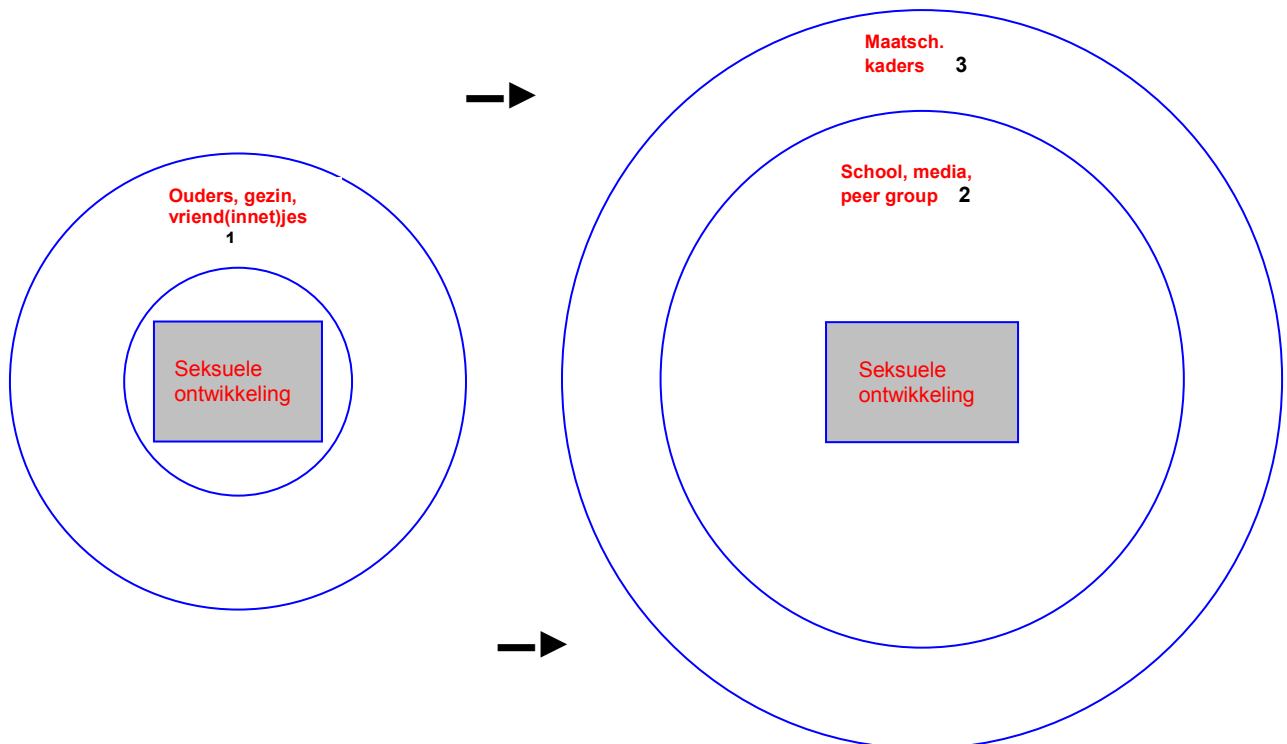 Ouders, gezin,
vriend(innet)jes
1
Seksuele
ontwikkeling
Maatsch.
kaders 3
School, media,
peer group 2
Seksuele
ontwikkeling